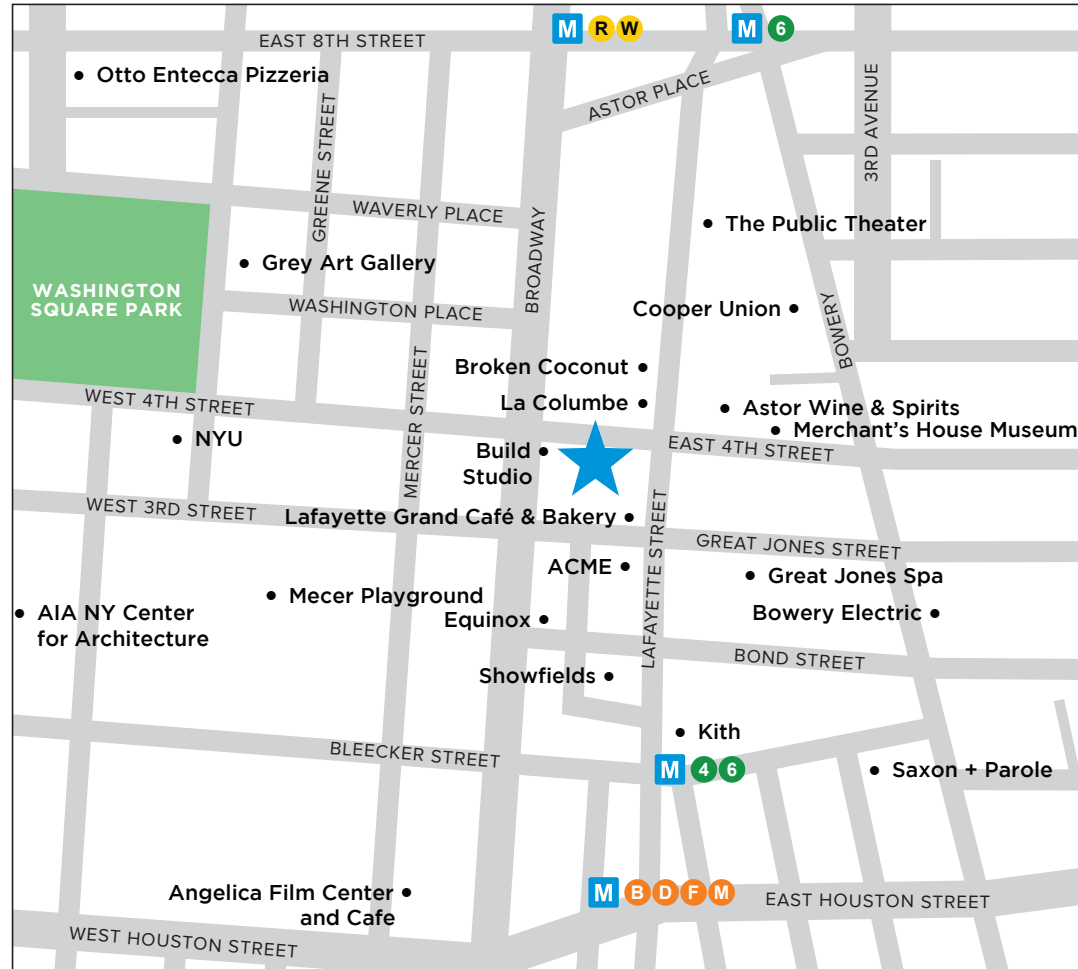 M R W
M 6
EAST 8TH STREET
Otto Entecca Pizzeria
ASTOR PLACE
3RD AVENUE
GREENE STREET
WAVERLY PLACE
The Public Theater
BROADWAY
Grey Art Gallery
WASHINGTON
SQUARE PARK
WASHINGTON PLACE
Cooper Union
BOWERY
Broken Coconut
MERCER STREET
WEST 4TH STREET
La Columbe
Astor Wine & Spirits
Merchant's House Museum
NYU
EAST 4TH STREET
Build
Studio
WEST 3RD STREET
Lafayette Grand Café & Bakery
LAFAYETTE STREET
GREAT JONES STREET
ACME
Great Jones Spa
Mecer Playground
AIA NY Center
for Architecture
Equinox
Bowery Electric
BOND STREET
Showfields
Kith
BLEECKER STREET
M 4 6
Saxon + Parole
Angelica Film Center
and Cafe
M B D F M
EAST HOUSTON STREET
WEST HOUSTON STREET